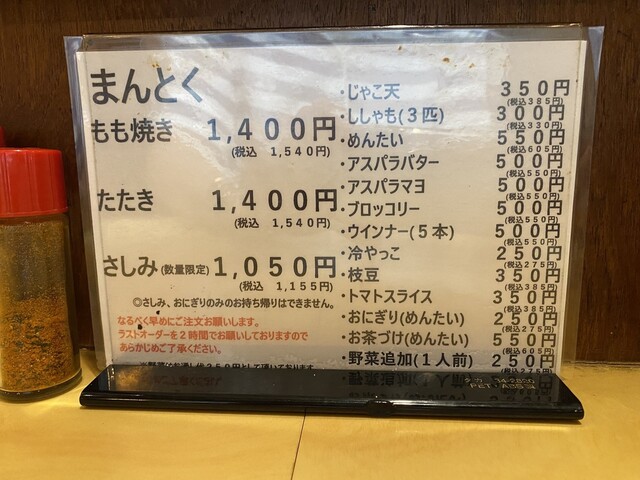 まんとく
もも焼き 1,400円
(税込 1,540円)
たたき 1,400円
(税込 1,540円)
さしみ(数量限定) 1,050円
(税込 1,155円)
◎さしみ、おにぎりのみのお持ち帰りはできません。
なるべく早めにご注文お願いします。
ラストオーダーを2時間でお願いしておりますので
あらかじめご了承ください。
・じゃこ天 350円
(税込385円)
・ししゃも(3匹) 300円
(税込330円)
・めんたい 550円
(税込605円)
・アスパラバター 500円
(税込550円)
・アスパラマヨ 500円
(税込550円)
・ブロッコリー 500円
(税込550円)
・ウインナー(5本) 500円
(税込550円)
・冷やっこ 250円
(税込275円)
・枝豆 350円
(税込385円)
・トマトスライス 350円
(税込385円)
・おにぎり(めんたい) 250円
(税込275円)
・お茶づけ(めんたい) 550円
(税込605円)
・野菜追加(1人前) 250円
(税込275円)